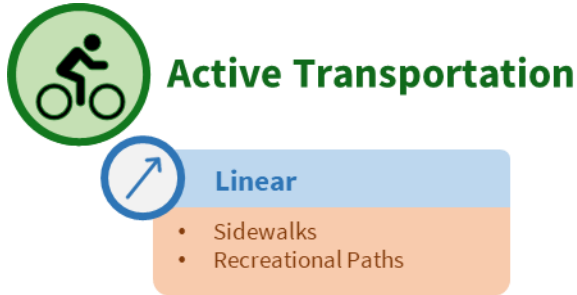 Active Transportation
Linear
• Sidewalks
• Recreational Paths